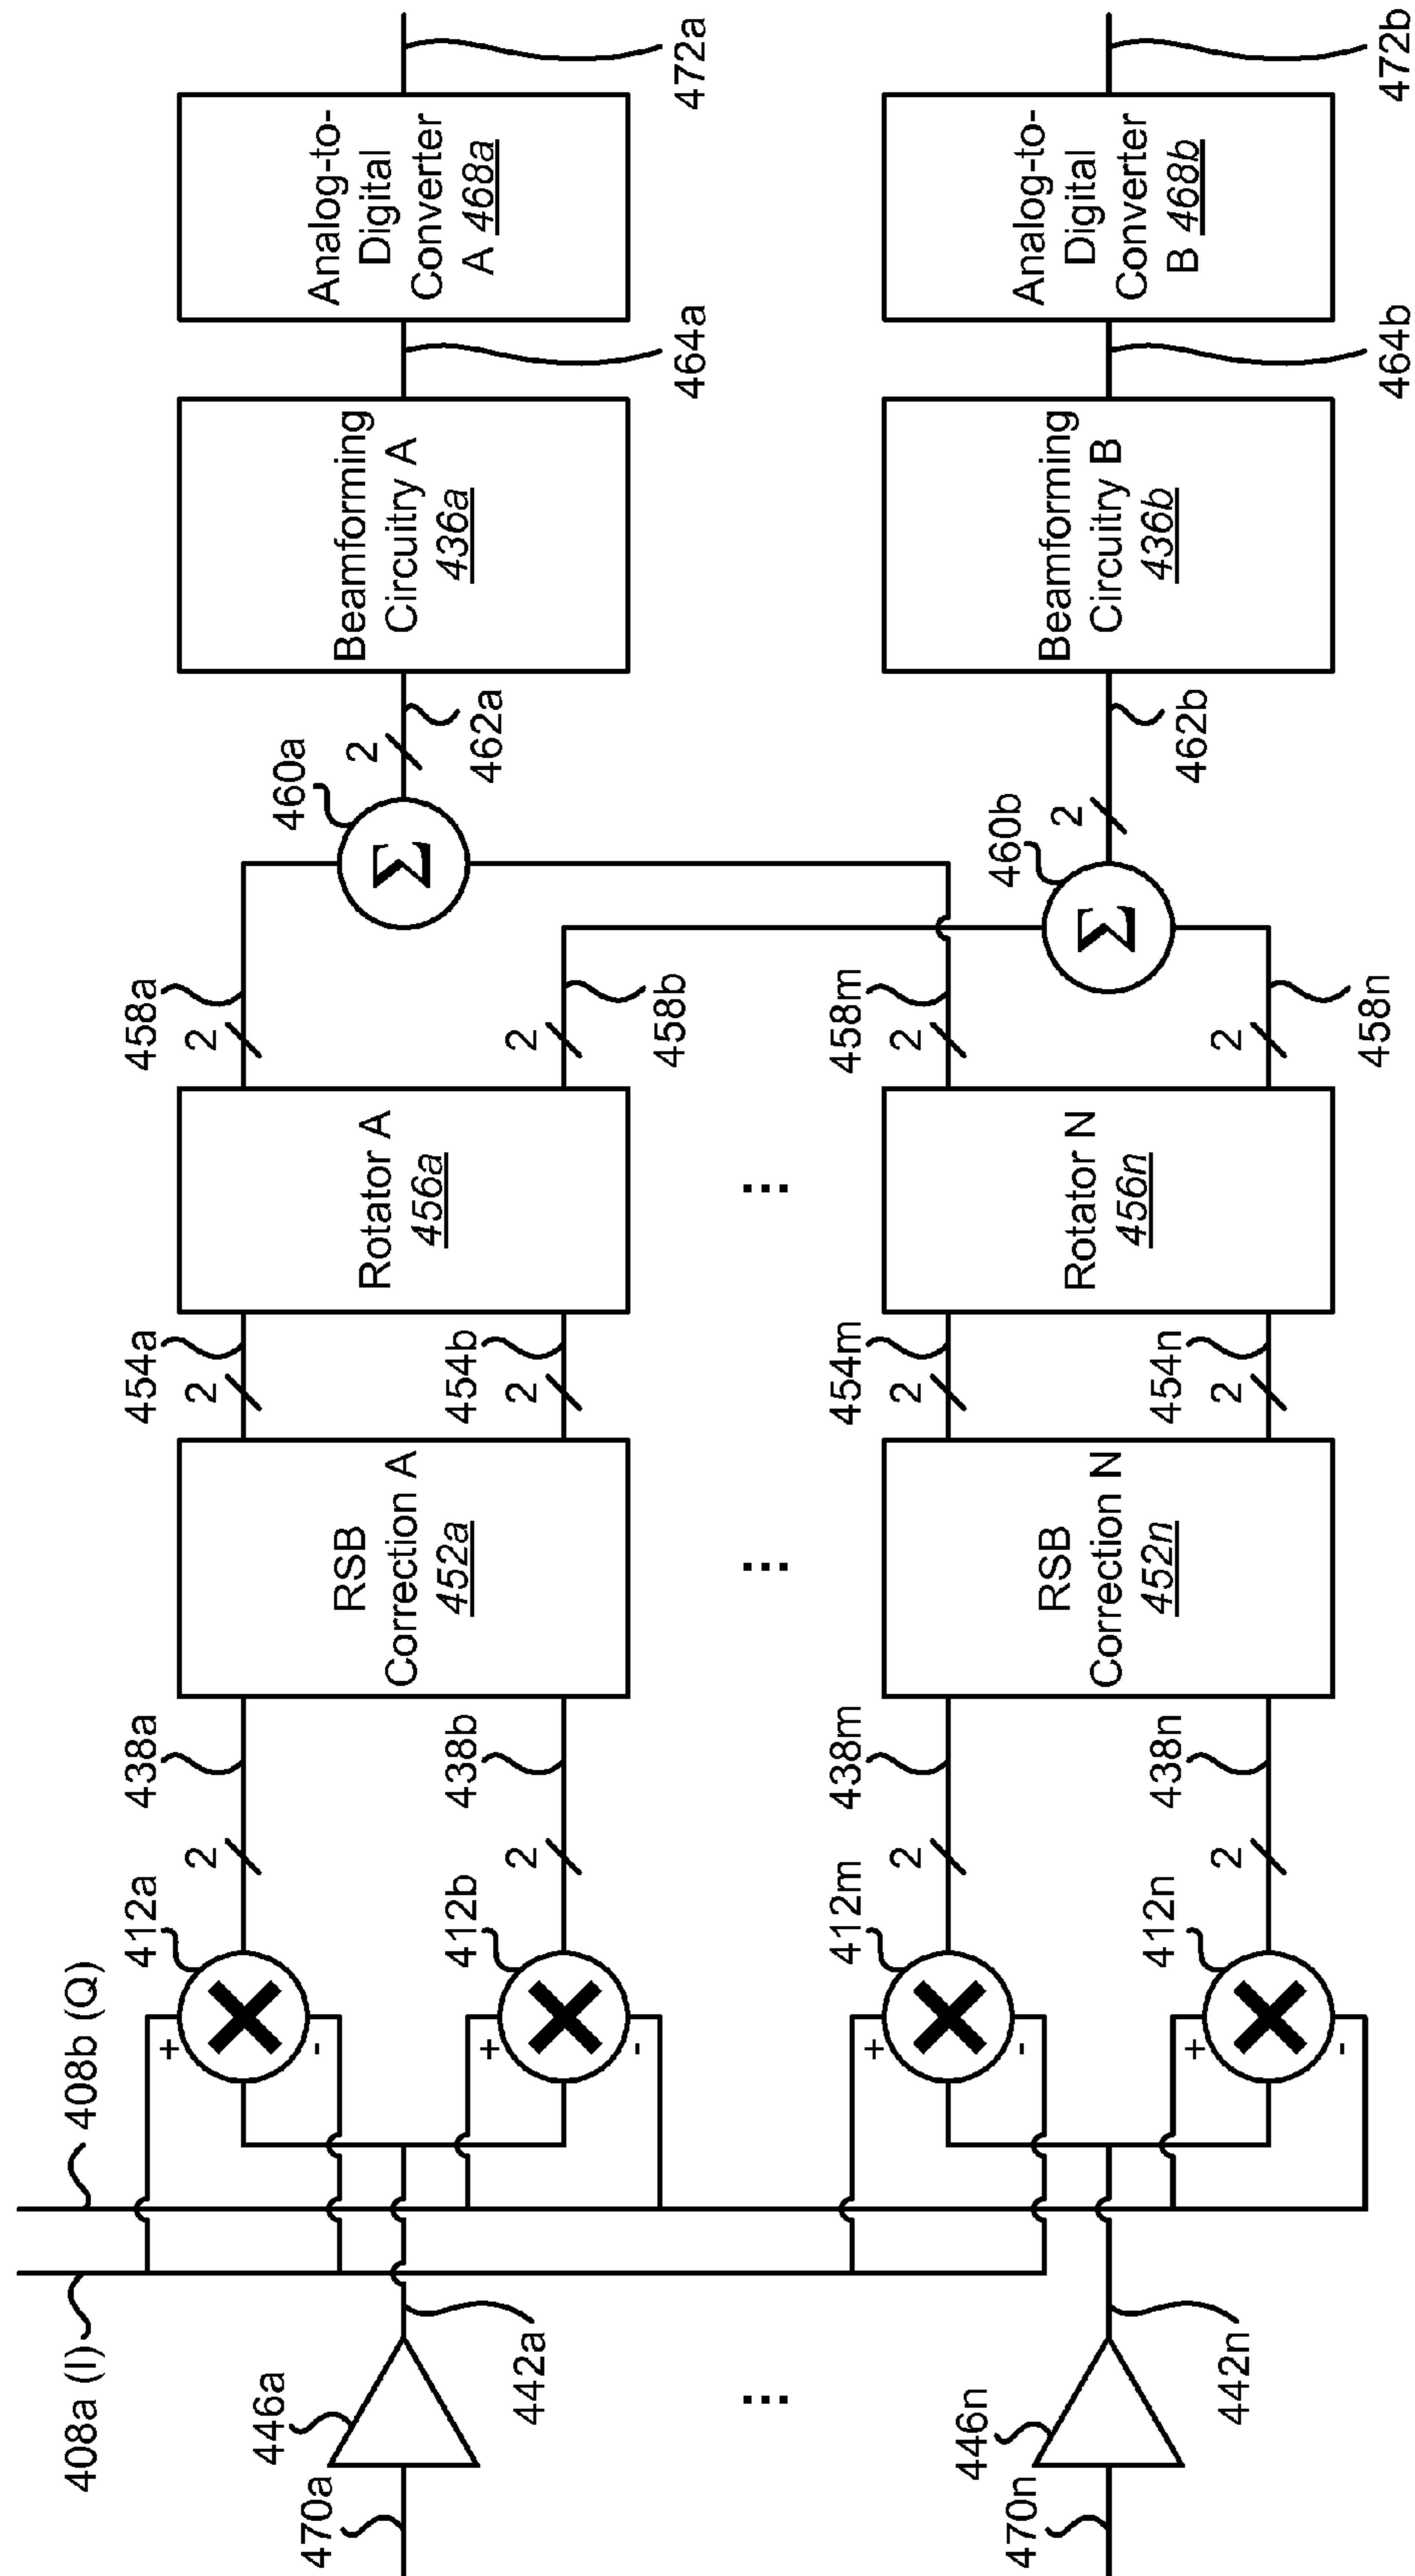 408a (I)
408b (Q)
470a
446a
442a
412a
+
-
412b
+
-
2
438a
2
438b
RSB
Correction A
452a
454a
2
454b
2
Rotator A
456a
458a
2
2
458b
460a
Σ
2
462a
Beamforming
Circuitry A
436a
464a
Analog-to-
Digital
Converter
A 468a
472a
...
...
...
470n
446n
442n
412m
+
-
412n
+
-
2
438m
2
438n
RSB
Correction N
452n
454m
2
454n
2
Rotator N
456n
458m
2
2
458n
460b
Σ
2
462b
Beamforming
Circuitry B
436b
464b
Analog-to-
Digital
Converter
B 468b
472b